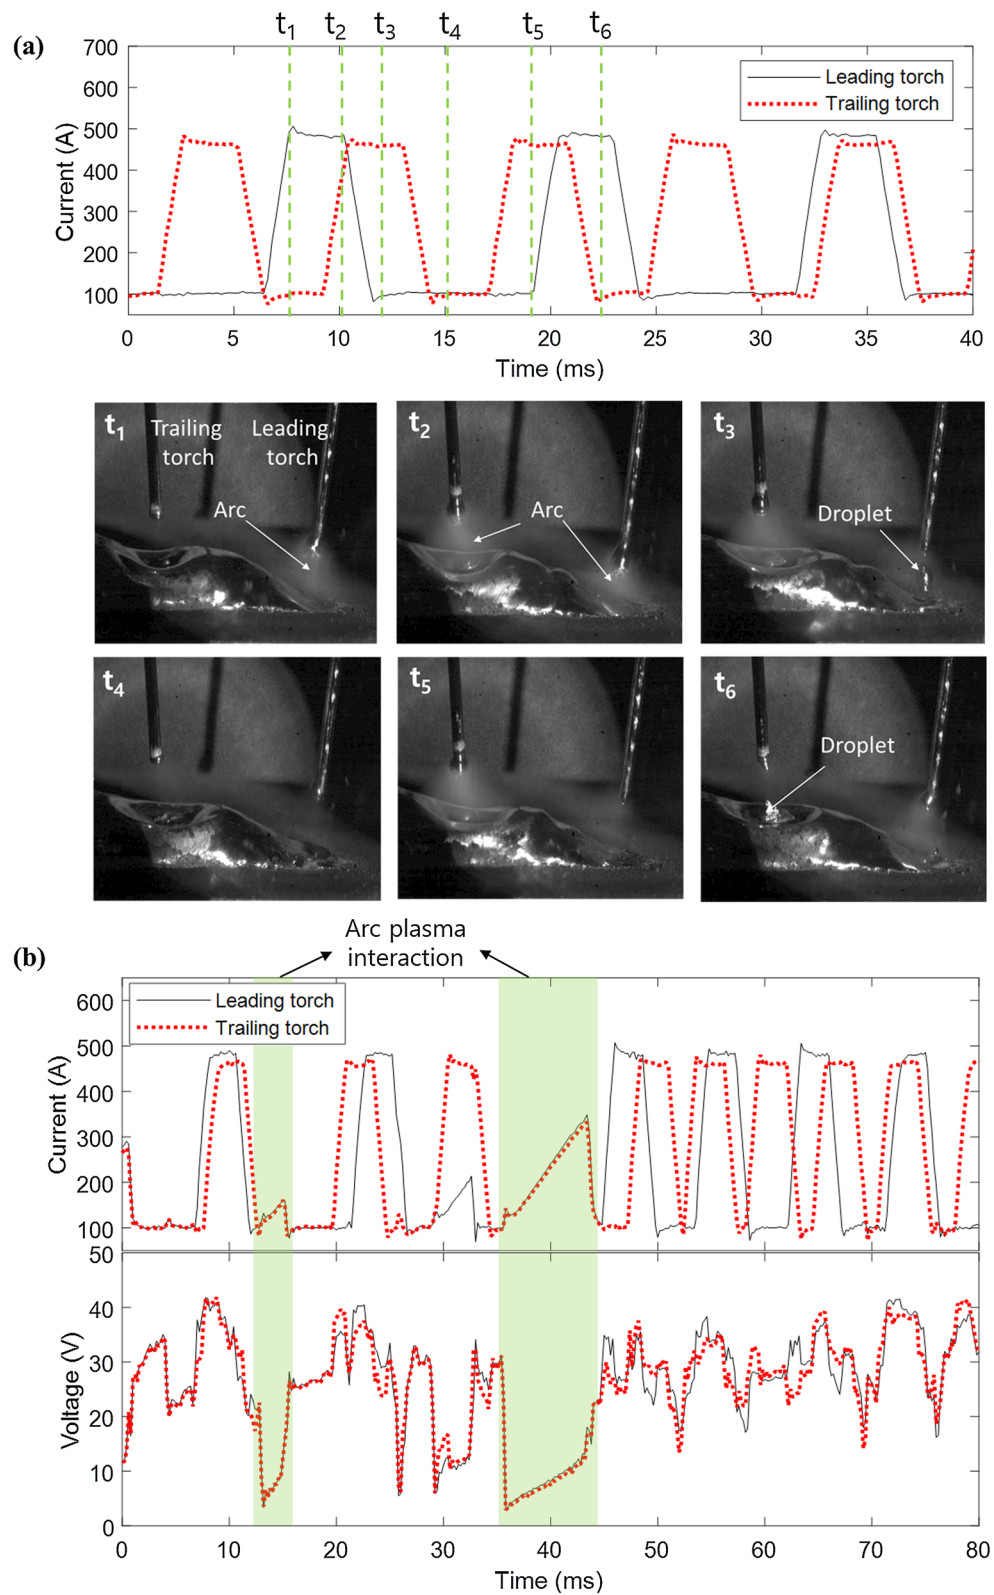 (a)
t1 t2 t3 t4 t5 t6
700
600
500
400
300
200
100
Current (A)
Leading torch
Trailing torch
0 5 10 15 20 25 30 35 40
Time (ms)
t1
Trailing torch
Leading torch
Arc
t2
Arc
t3
Droplet
t4
t5
t6
Droplet
(b)
Arc plasma
interaction
600
500
400
300
200
100
Current (A)
Leading torch
Trailing torch
50
40
30
20
10
0
Voltage (V)
0 10 20 30 40 50 60 70 80
Time (ms)